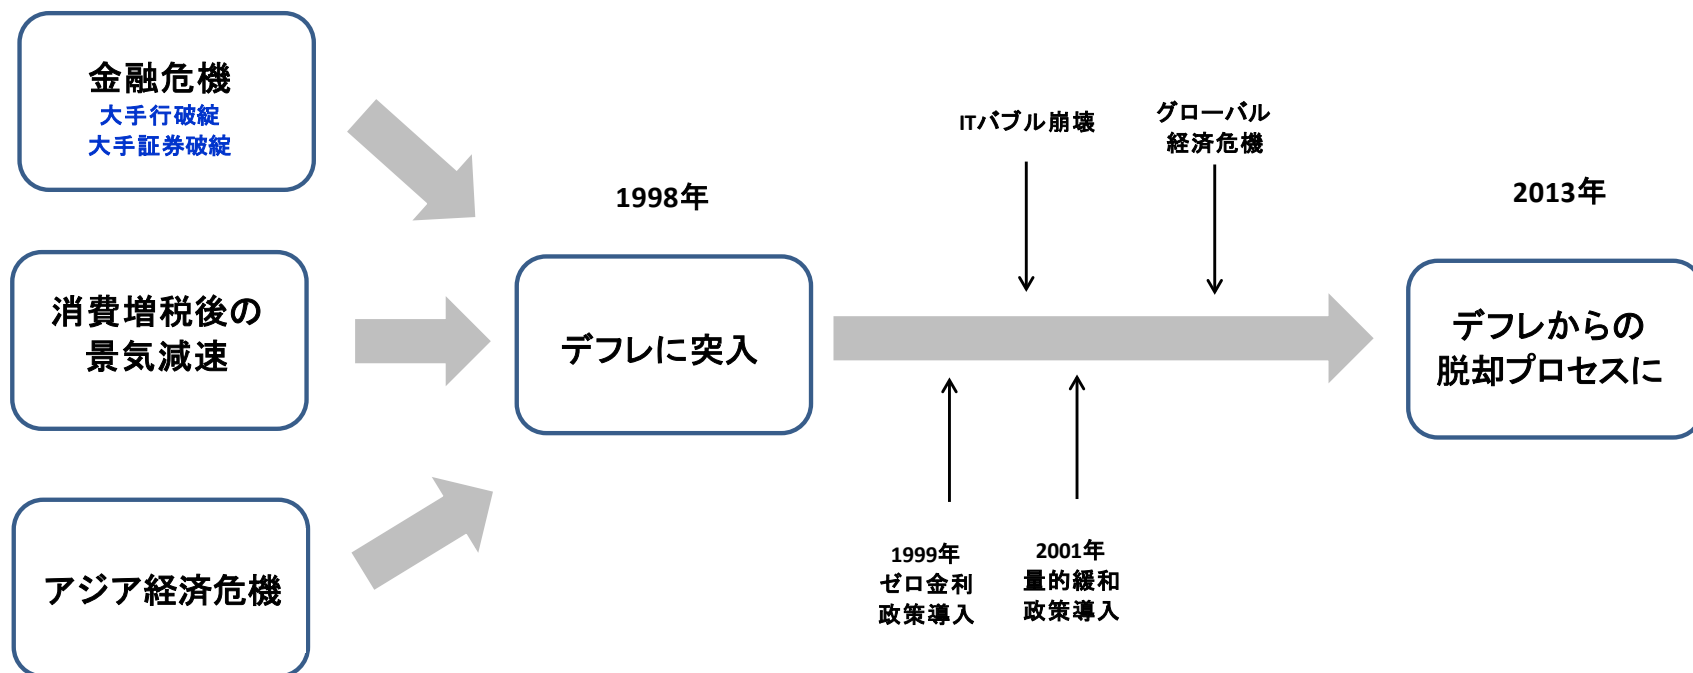 金融危機
大手行破綻
大手証券破綻
消費増税後の
景気減速
アジア経済危機
1998年
デフレに突入
ITバブル崩壊
グローバル
経済危機
1999年
ゼロ金利
政策導入
2001年
量的緩和
政策導入
2013年
デフレからの
脱却プロセスに